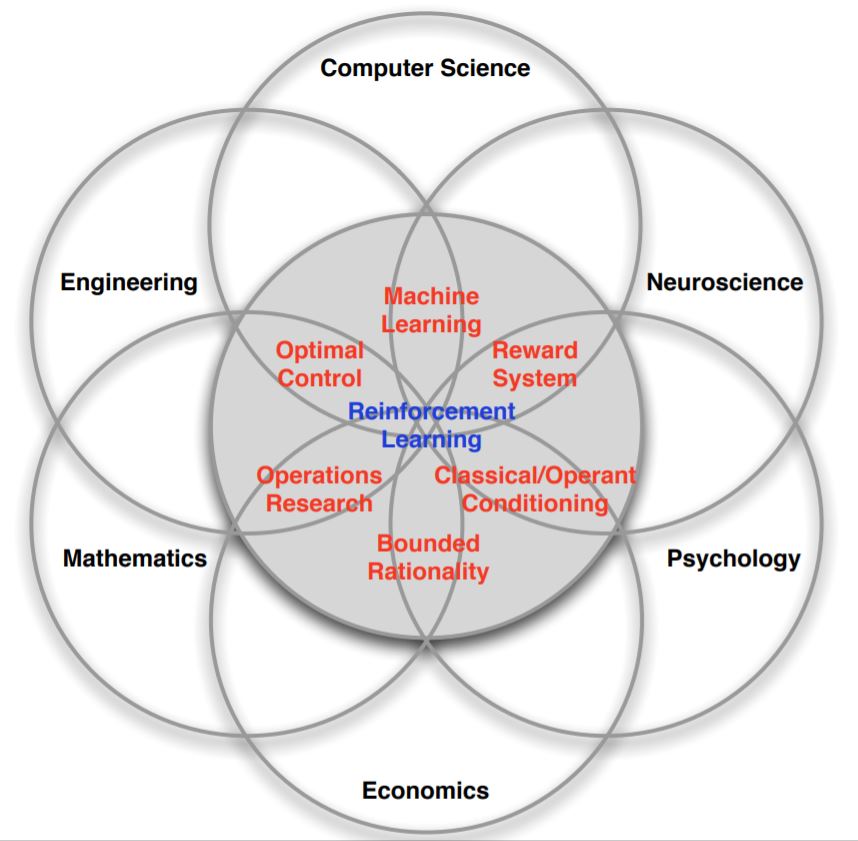 Computer Science
Engineering
Neuroscience
Machine
Learning
Optimal
Control
Reward
System
Reinforcement
Learning
Operations
Research
Classical/Operant
Conditioning
Bounded
Rationality
Mathematics
Psychology
Economics